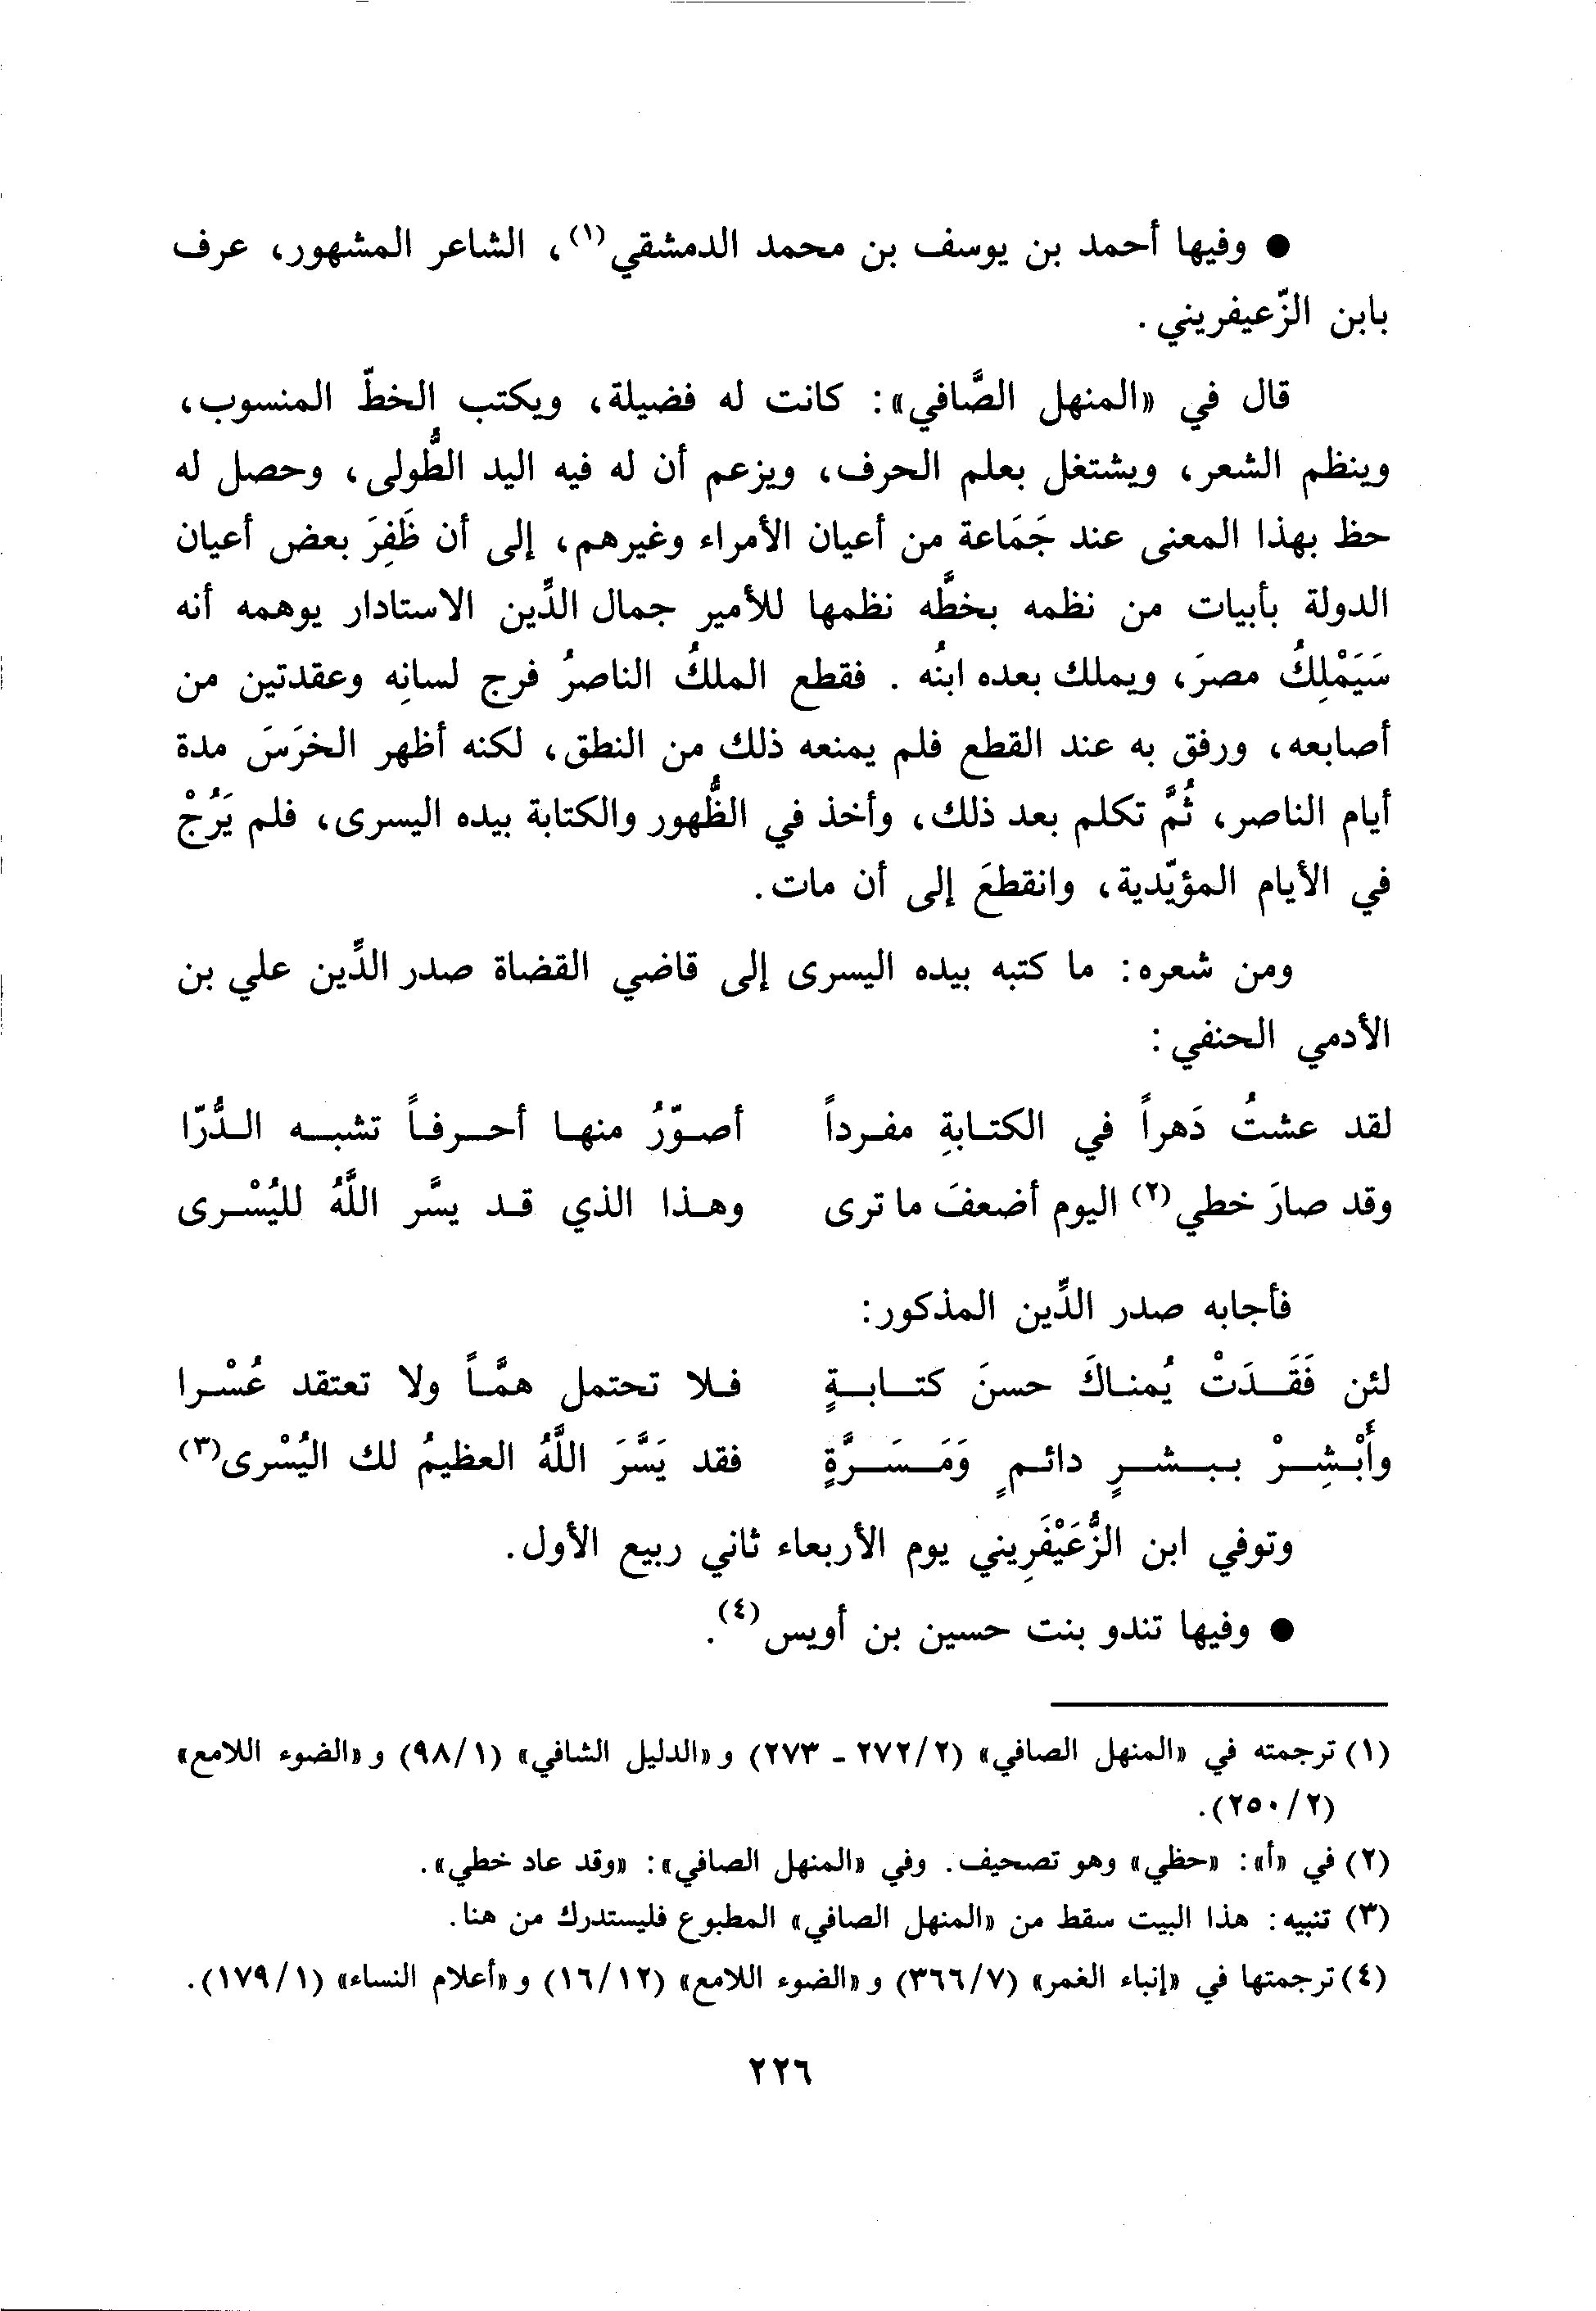 ● وفيها أحمد بن يوسف بن محمد الدمشقي(١)، الشاعر المشهور، عرف
بابن الزّعيفريني.
قال في «المنهل الصَّافي»: كانت له فضيلة، ويكتب الخطّ المنسوب،
وينظم الشعر، ويشتغل بعلم الحرف، ويزعم أن له فيه اليد الطُّولى، وحصل له
حظ بهذا المعنى عند جَمَاعة من أعيان الأمراء وغيرهم، إلى أن ظَفِرَ بعض أعيان
الدولة بأبيات من نظمه بخطَّه نظمها للأمير جمال الدِّين الاستادار يوهمه أنه
سَيَمْلِكُ مصرَ، ويملك بعده ابنُه . فقطع الملكُ الناصرُ فرج لسانِه وعقدتين من
أصابعه، ورفق به عند القطع فلم يمنعه ذلك من النطق، لكنه أظهر الخرَسَ مدة
أيام الناصر، ثُمَّ تكلم بعد ذلك، وأخذ في الظُّهور والكتابة بيده اليسرى، فلم يَرُجْ
في الأيام المؤيّدية، وانقطعَ إلى أن مات.
ومن شعره: ما كتبه بيده اليسرى إلى قاضي القضاة صدر الدِّين علي بن
الأدمي الحنفي:
لقد عشتُ دَهراً في الكتابةِ مفرداً أصوّرُ منها أحرفاً تشبه الدُّرّا
وقد صارَ خطي(٢) اليوم أضعفَ ما ترى وهذا الذي قد يسَّر اللَّهُ لليُسْرى
فأجابه صدر الدِّين المذكور:
لئن فَقَدَتْ يُمناكَ حسنَ كتابةٍ فلا تحتمل همَّاً ولا تعتقد عُسْرا
وأَبْشِرْ ببشرٍ دائمٍ وَمَسَرَّةٍ فقد يَسَّرَ اللَّهُ العظيمُ لك اليُسْرى(٣)
وتوفي ابن الزُّعَيْفَرِيني يوم الأربعاء ثاني ربيع الأول.
● وفيها تندو بنت حسين بن أويس(٤).
(١) ترجمته في «المنهل الصافي» (٢/٢٧٢ - ٢٧٣) و«الدليل الشافي» (١/٩٨) و«الضوء اللامع»
(٢/٢٥٠).
(٢) في «أ»: «حظي» وهو تصحيف. وفي «المنهل الصافي»: «وقد عاد خطي».
(٣) تنبيه: هذا البيت سقط من «المنهل الصافي» المطبوع فليستدرك من هنا.
(٤) ترجمتها في «إنباء الغمر» (٧/٣٦٦) و«الضوء اللامع» (١٢/١٦) و«أعلام النساء» (١/١٧٩).
٢٢٦